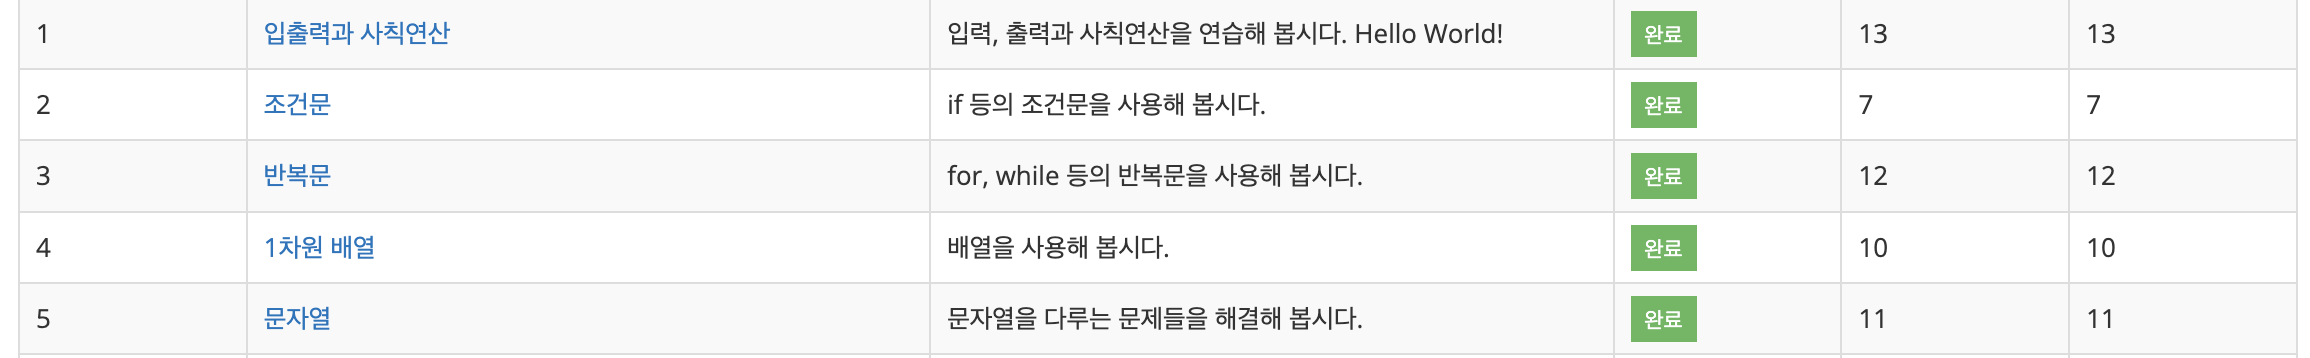 1 입출력과 사칙연산 입력, 출력과 사칙연산을 연습해 봅시다. Hello World! 완료 13 13
2 조건문 if 등의 조건문을 사용해 봅시다. 완료 7 7
3 반복문 for, while 등의 반복문을 사용해 봅시다. 완료 12 12
4 1차원 배열 배열을 사용해 봅시다. 완료 10 10
5 문자열 문자열을 다루는 문제들을 해결해 봅시다. 완료 11 11